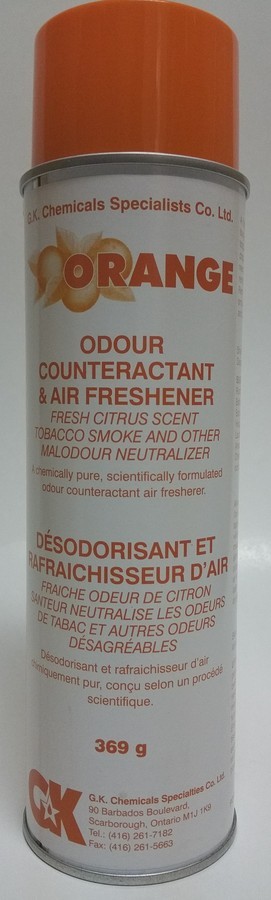 G.K. Chemicals Specialists Co. Ltd.
ORANGE
ODOUR
COUNTERACTANT
& AIR FRESHENER
FRESH CITRUS SCENT
TOBACCO SMOKE AND OTHER
MALODOUR NEUTRALIZER
A chemically pure, scientifically formulated
odour counteractant air fresherer.
DÉSODORISANT ET
RAFRAICHISSEUR D'AIR
FRAICHE ODEUR DE CITRON
SANTEUR NEUTRALISE LES ODEURS
DE TABAC ET AUTRES ODEURS
DÉSAGRÉABLES
Désodorisant et rafraichisseur d'air
chimiquement pur, conçu selon un procédé
scientifique.
369 g
GK
G.K. Chemicals Specialties Co. Ltd.
90 Barbados Boulevard,
Scarborough, Ontario M1J 1K9
Tel.: (416) 261-7182
Fax: (416) 261-5663